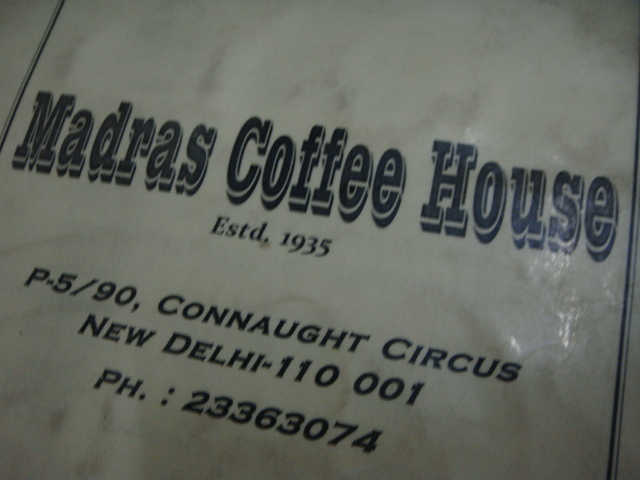 Madras Coffee House
Estd. 1935
P-5/90, Connaught Circus
New Delhi-110 001
Ph. : 23363074